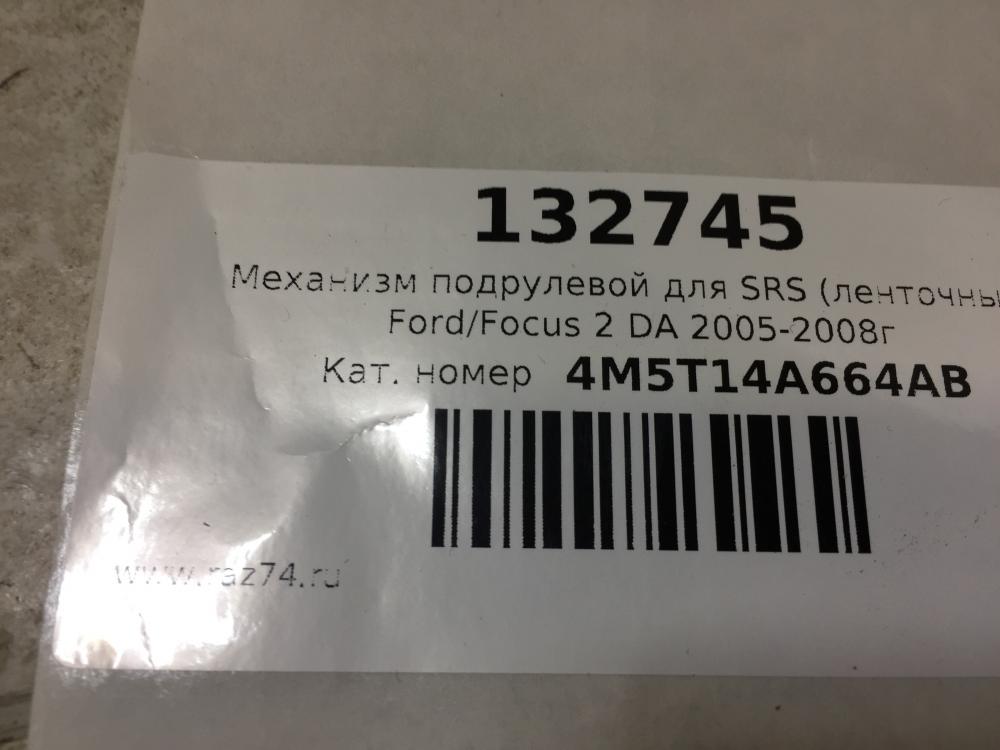 132745
Механизм подрулевой для SRS (ленточны
Ford/Focus 2 DA 2005-2008г
Кат. номер 4M5T14A664AB
www.raz74.ru